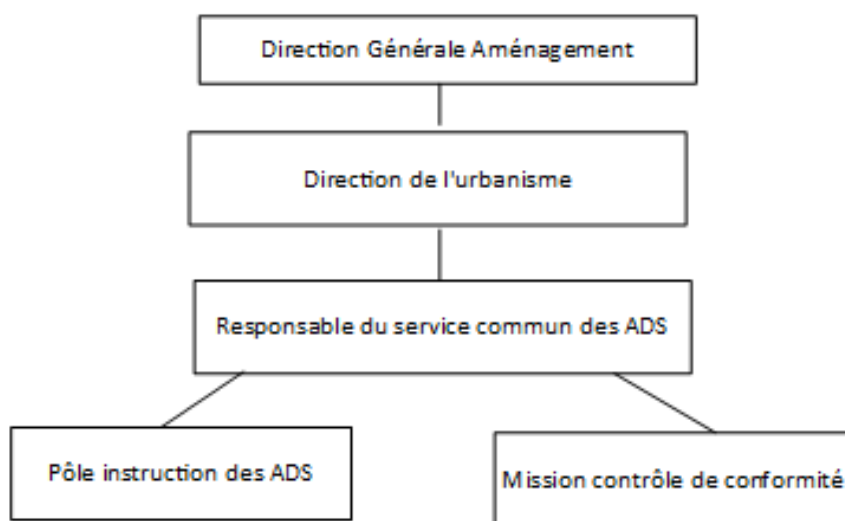 Direction Générale Aménagement
Direction de l'urbanisme
Responsable du service commun des ADS
Pôle instruction des ADS
Mission contrôle de conformité